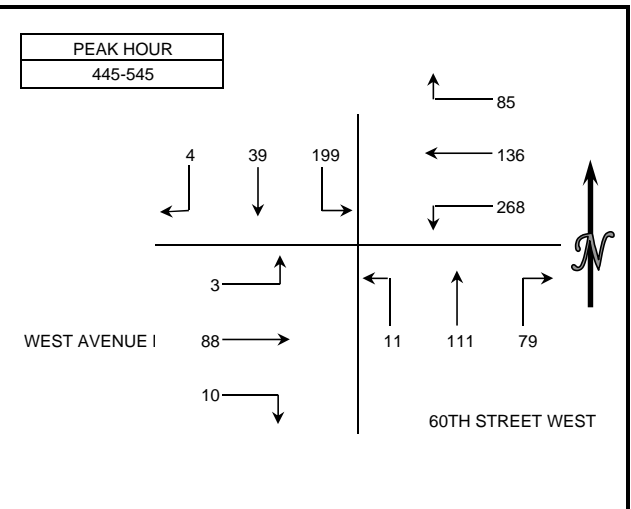 PEAK HOUR
445-545
85
4 39 199 136
268
N
3
WEST AVENUE I 88 11 111 79
10
60TH STREET WEST